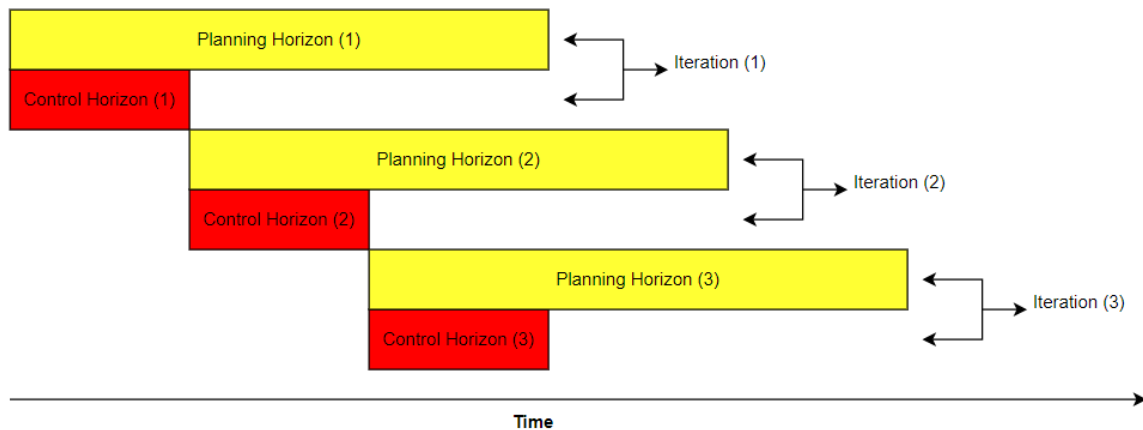 Planning Horizon (1)
Iteration (1)
Control Horizon (1)
Planning Horizon (2)
Iteration (2)
Control Horizon (2)
Planning Horizon (3)
Iteration (3)
Control Horizon (3)
Time